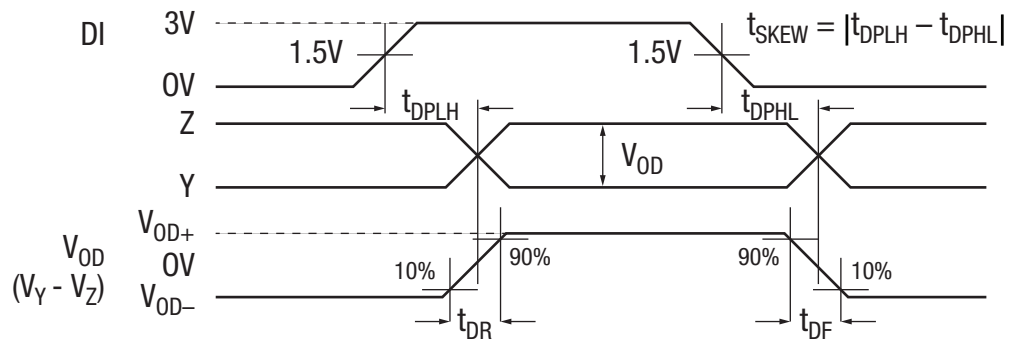 DI
3V
1.5V
1.5V
0V
tSKEW = |tDPLH – tDPHL|
tDPLH
tDPHL
Z
Y
VOD
VOD
(VY - VZ)
VOD+
0V
VOD–
10%
90%
90%
10%
tDR
tDF